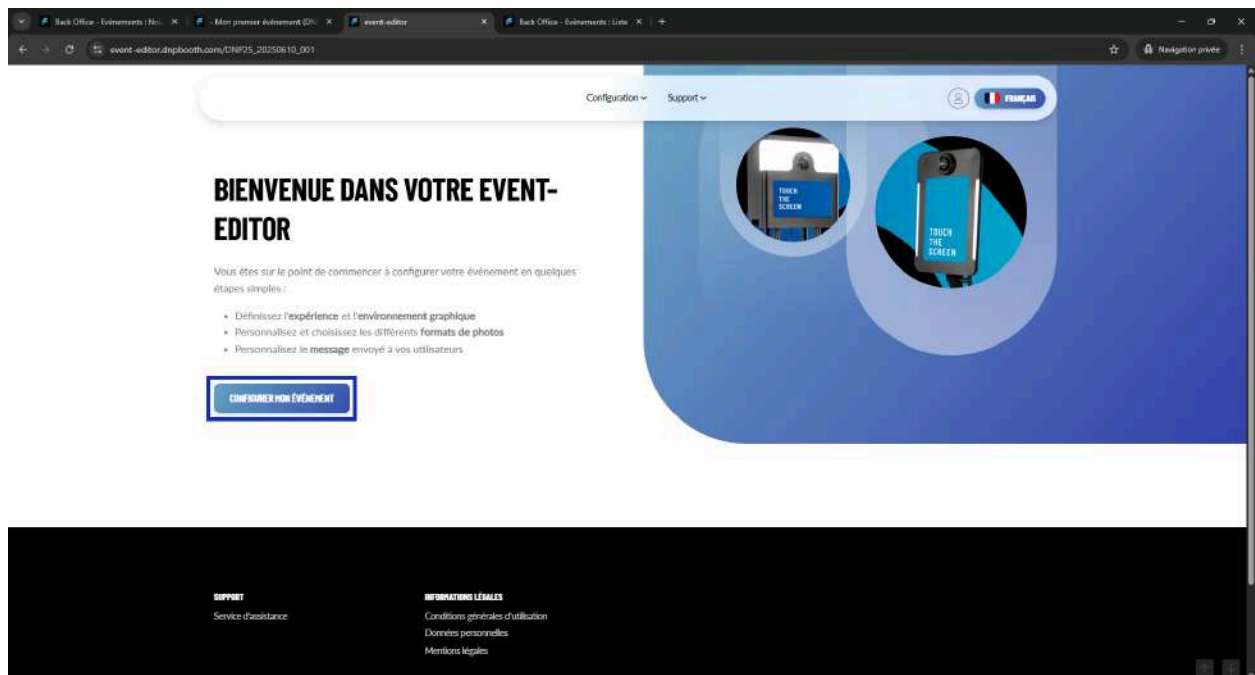 Back Office - Évènements : No
- Mon premier événement (DN
event-editor
Back Office - Évènements : Liste
event-editor.dnpbooth.com/DNP25_20250610_001
Navigation privée
Configuration
Support
FRANÇAIS
BIENVENUE DANS VOTRE EVENT-
EDITOR
Vous êtes sur le point de commencer à configurer votre événement en quelques
étapes simples :
• Définissez l'expérience et l'environnement graphique
• Personnalisez et choisissez les différents formats de photos
• Personnalisez le message envoyé à vos utilisateurs
CONFIGURER MON ÉVÉNEMENT
TOUCH
THE
SCREEN
TOUCH
THE
SCREEN
SUPPORT
Service d'assistance
INFORMATIONS LÉGALES
Conditions générales d'utilisation
Données personnelles
Mentions légales